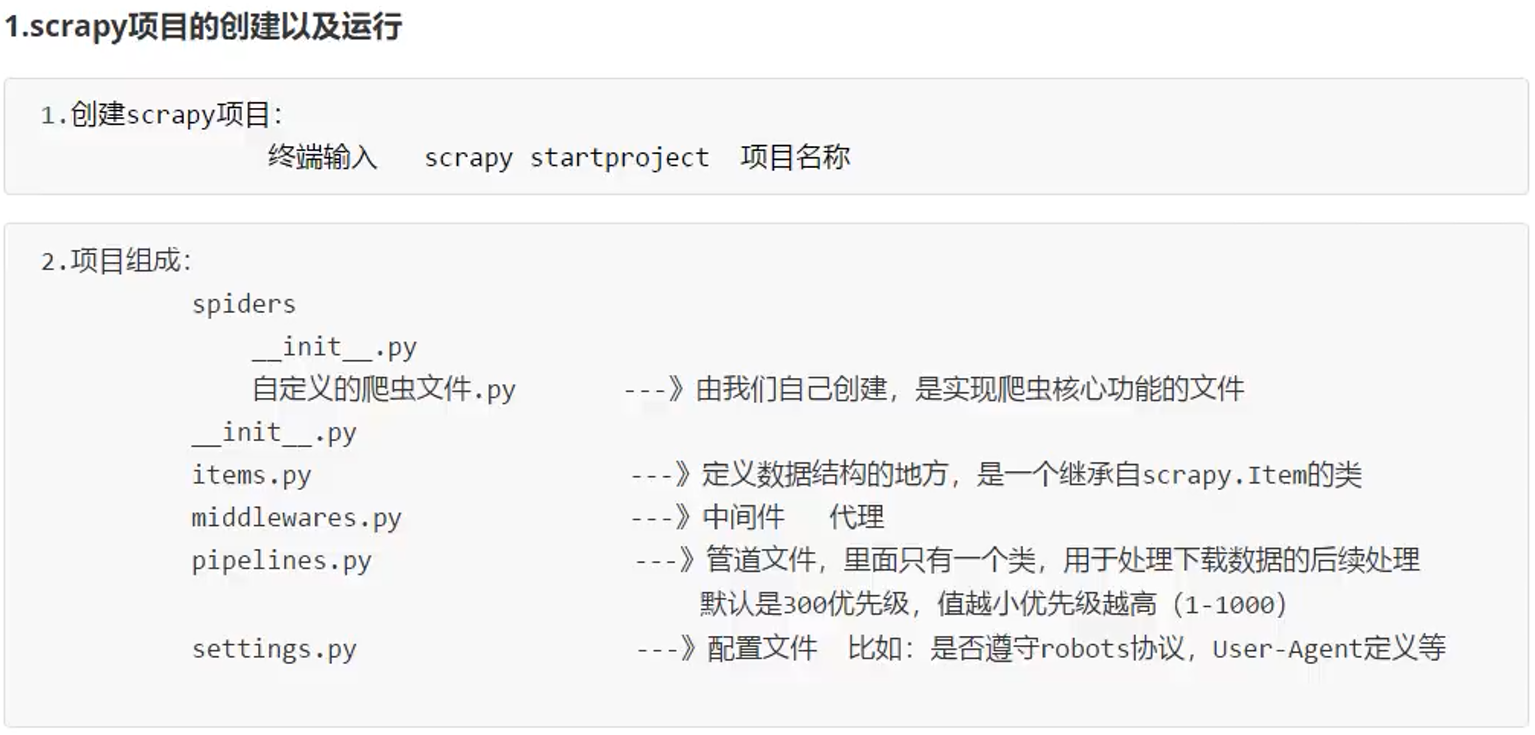 1.scrapy项目的创建以及运行
1.创建scrapy项目：
终端输入   scrapy startproject  项目名称
2.项目组成：
spiders
__init__.py
自定义的爬虫文件.py       ---》由我们自己创建，是实现爬虫核心功能的文件
__init__.py
items.py                     ---》定义数据结构的地方，是一个继承自scrapy.Item的类
middlewares.py               ---》中间件   代理
pipelines.py                 ---》管道文件，里面只有一个类，用于处理下载数据的后续处理
默认是300优先级，值越小优先级越高（1-1000）
settings.py                  ---》配置文件  比如：是否遵守robots协议，User-Agent定义等